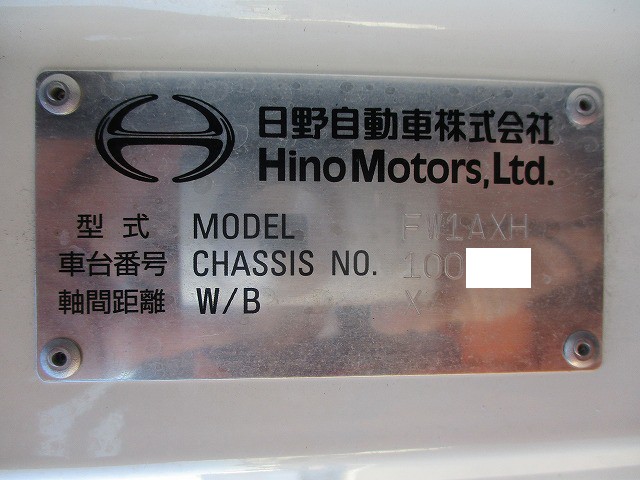 日野自動車株式会社
Hino Motors, Ltd.
型式 MODEL FW1AXH
車台番号 CHASSIS NO. 100
軸間距離 W/B X